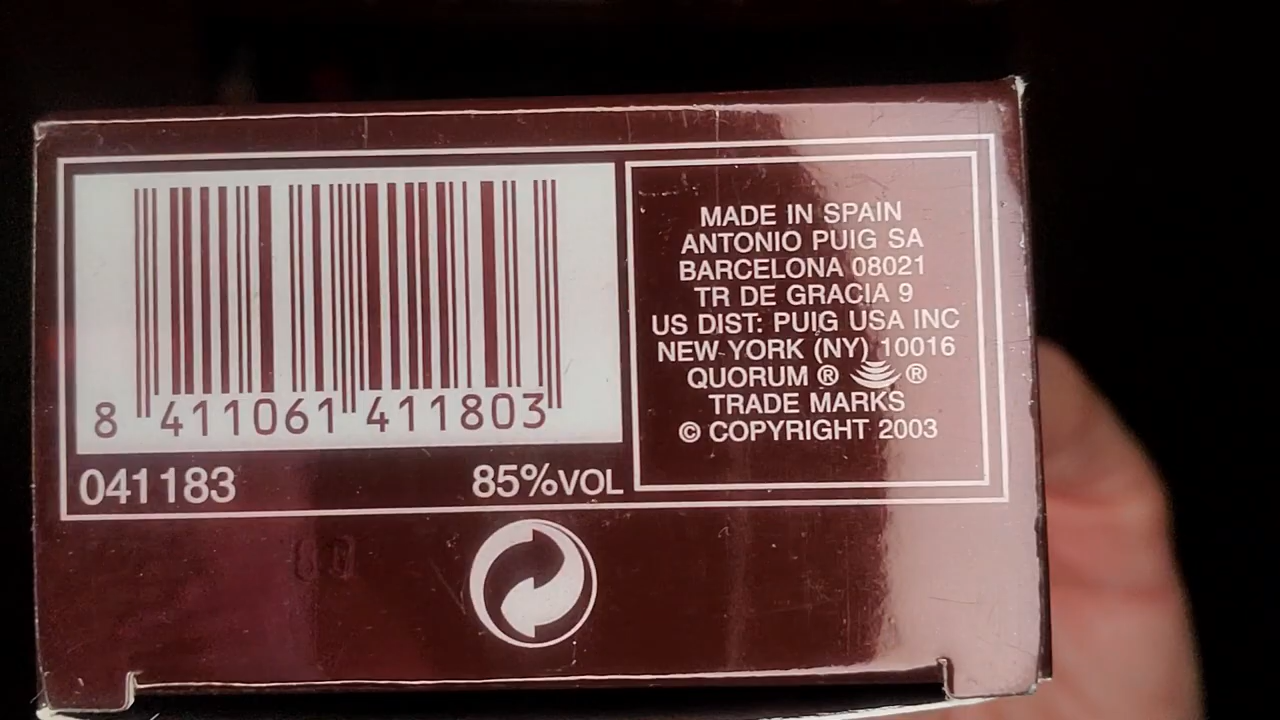 8 411061 411803
041183
85%VOL
MADE IN SPAIN
ANTONIO PUIG SA
BARCELONA 08021
TR DE GRACIA 9
US DIST: PUIG USA INC
NEW YORK (NY) 10016
QUORUM ® ®
TRADE MARKS
© COPYRIGHT 2003